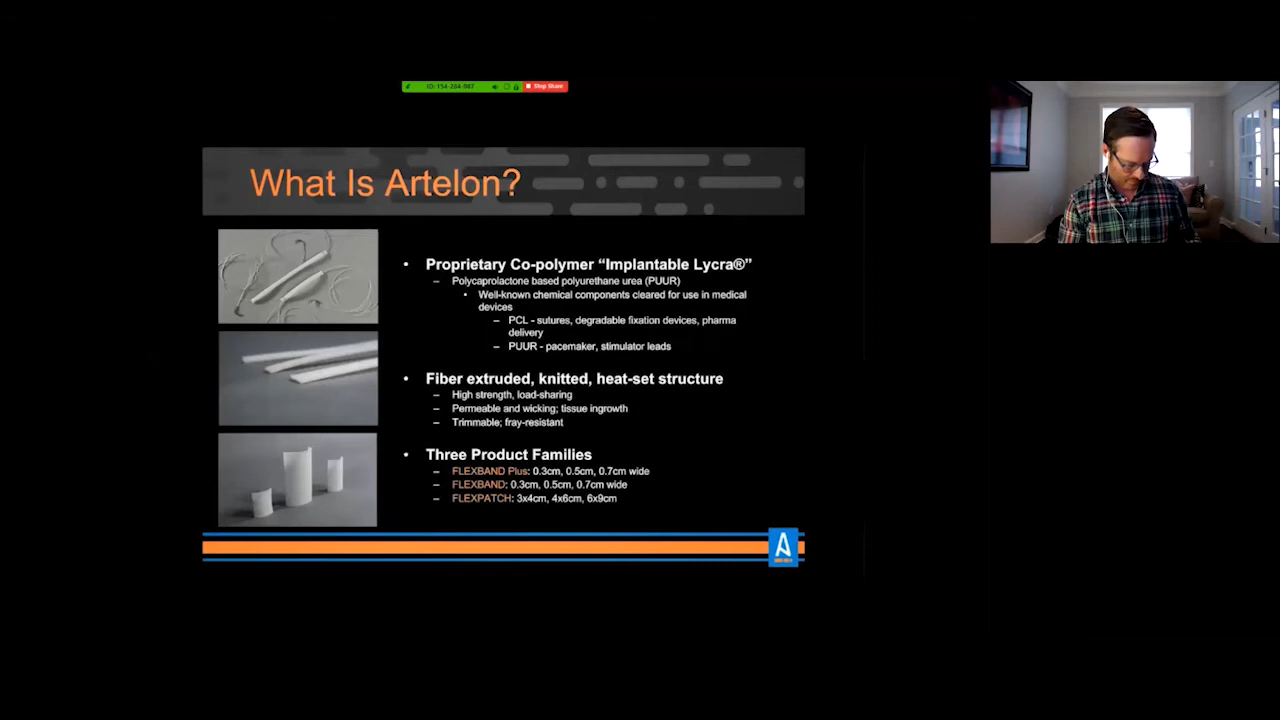 ID: 154-284-087
Stop Share
What Is Artelon?
• Proprietary Co-polymer “Implantable Lycra®”
– Polycaprolactone based polyurethane urea (PUUR)
• Well-known chemical components cleared for use in medical
devices
– PCL - sutures, degradable fixation devices, pharma
delivery
– PUUR - pacemaker, stimulator leads
• Fiber extruded, knitted, heat-set structure
– High strength, load-sharing
– Permeable and wicking; tissue ingrowth
– Trimmable; fray-resistant
• Three Product Families
– FLEXBAND Plus: 0.3cm, 0.5cm, 0.7cm wide
– FLEXBAND: 0.3cm, 0.5cm, 0.7cm wide
– FLEXPATCH: 3x4cm, 4x6cm, 6x9cm
A